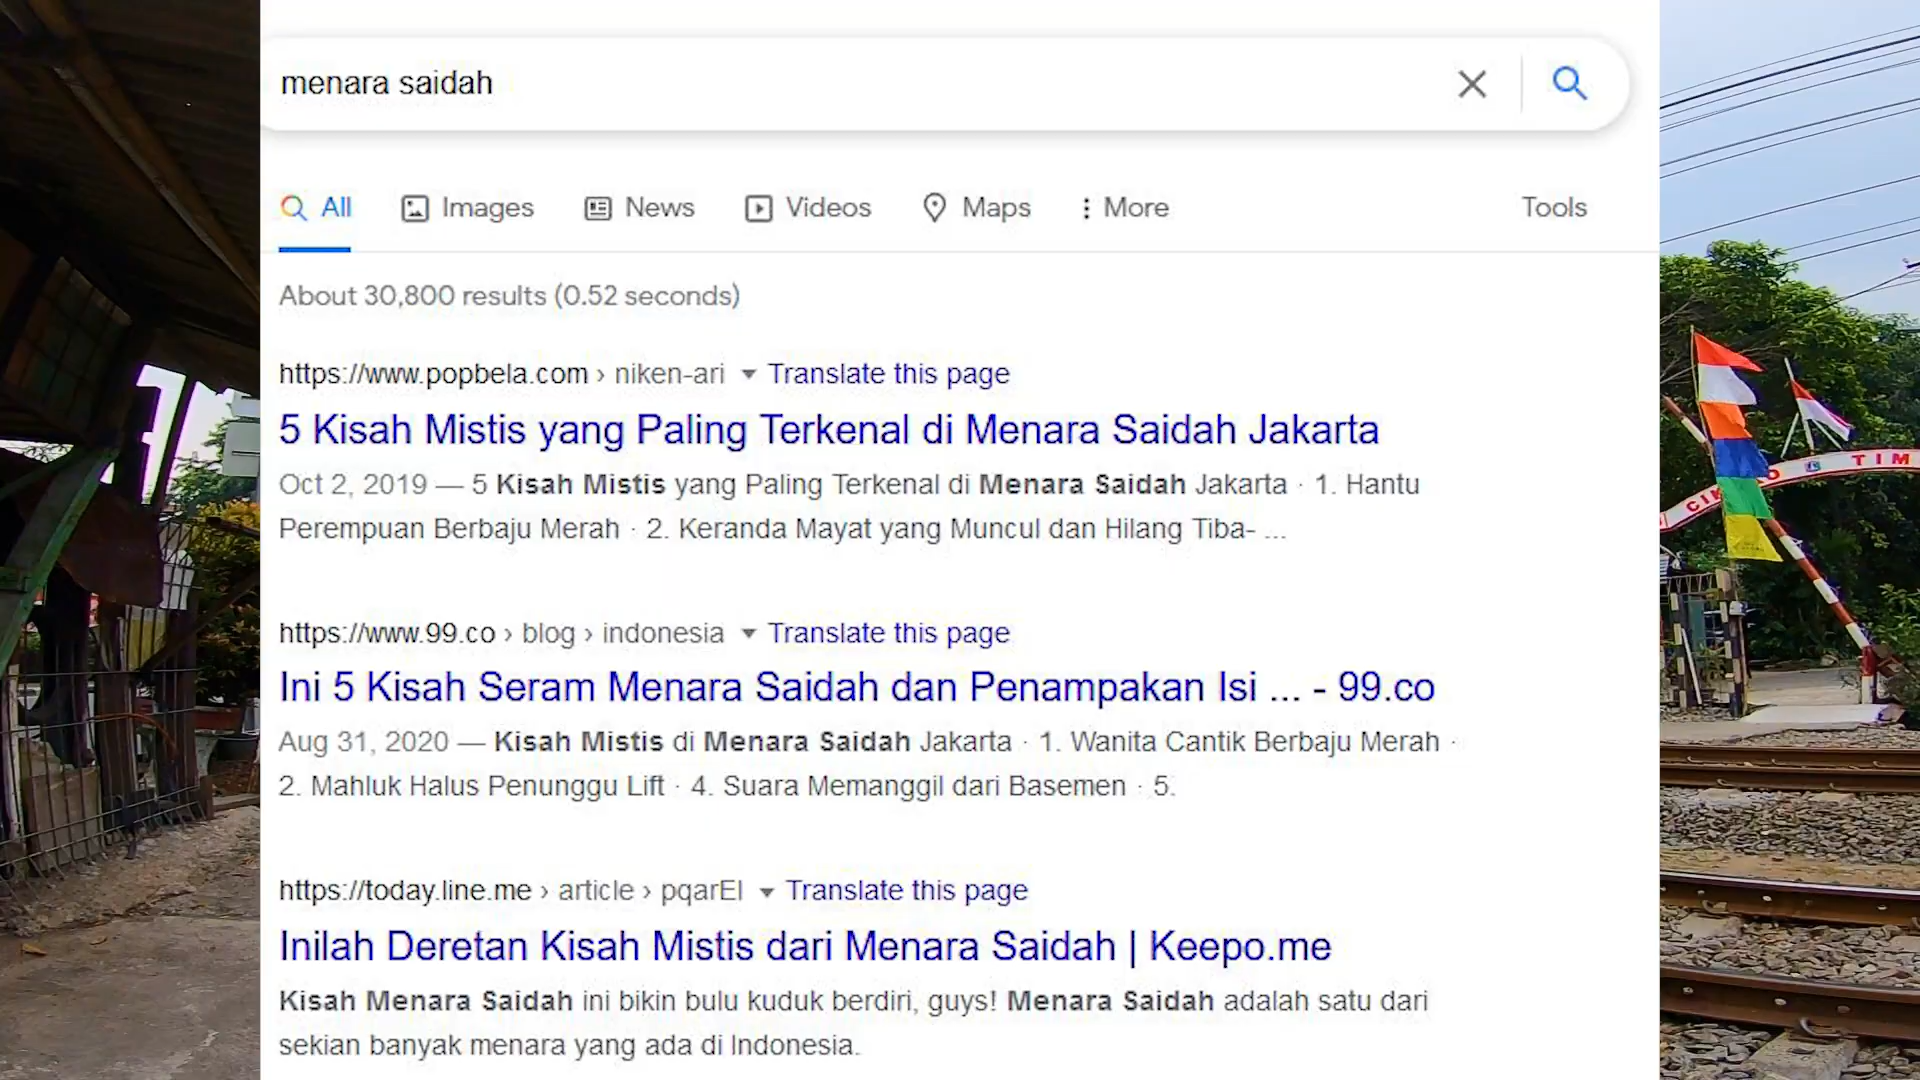 menara saidah
All Images News Videos Maps More Tools
About 30,800 results (0.52 seconds)
https://www.popbela.com › niken-ari ▼ Translate this page
5 Kisah Mistis yang Paling Terkenal di Menara Saidah Jakarta
Oct 2, 2019 — 5 Kisah Mistis yang Paling Terkenal di Menara Saidah Jakarta · 1. Hantu
Perempuan Berbaju Merah · 2. Keranda Mayat yang Muncul dan Hilang Tiba- ...
https://www.99.co › blog › indonesia ▼ Translate this page
Ini 5 Kisah Seram Menara Saidah dan Penampakan Isi ... - 99.co
Aug 31, 2020 — Kisah Mistis di Menara Saidah Jakarta · 1. Wanita Cantik Berbaju Merah ·
2. Mahluk Halus Penunggu Lift · 4. Suara Memanggil dari Basemen · 5.
https://today.line.me › article › pqarEl ▼ Translate this page
Inilah Deretan Kisah Mistis dari Menara Saidah | Keepo.me
Kisah Menara Saidah ini bikin bulu kuduk berdiri, guys! Menara Saidah adalah satu dari
sekian banyak menara yang ada di Indonesia.
TIM